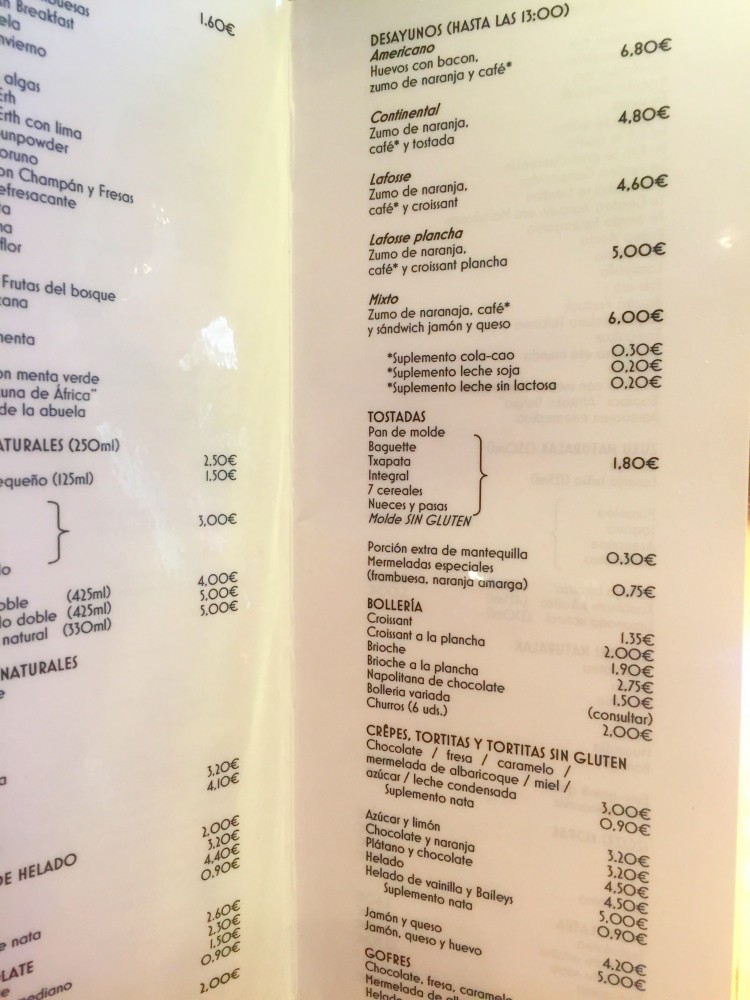 Breakfast
1.60€
algas
con lima
on Champán y Fresas
Frutas del bosque
on menta verde
de África"
de la abuela
(250ml)
2,50€
(125ml)
1,50€
3,00€
4,00€
(425ml)
5,00€
doble (425ml)
5,00€
natural (330ml)
NATURALES
3,20€
4,10€
2,00€
3,20€
4,40€
0,90€
DE HELADO
2,60€
2,30€
1,50€
0,90€
nata
2,00€
DESAYUNOS (HASTA LAS 13:00)
Americano
Huevos con bacon,
zumo de naranja y café*
6,80€
Continental
Zumo de naranja,
café* y tostada
4,80€
Lafosse
Zumo de naranja,
café* y croissant
4,60€
Lafosse plancha
Zumo de naranja,
café* y croissant plancha
5,00€
Mixto
Zumo de naranaja, café*
y sándwich jamón y queso
6,00€
*Suplemento cola-cao 0,30€
*Suplemento leche soja 0,20€
*Suplemento leche sin lactosa 0,20€
TOSTADAS
Pan de molde
Baguette
Txapata
Integral
7 cereales
Nueces y pasas
Molde SIN GLUTEN
1,80€
Porción extra de mantequilla 0,30€
Mermeladas especiales
(frambuesa, naranja amarga) 0,75€
BOLLERÍA
Croissant 1,35€
Croissant a la plancha 2,00€
Brioche 1,90€
Brioche a la plancha 2,75€
Napolitana de chocolate 1,50€
Bolleria variada (consultar)
Churros (6 uds.) 2,00€
CRÊPES, TORTITAS Y TORTITAS SIN GLUTEN
Chocolate / fresa / caramelo /
mermelada de albaricoque / miel /
azúcar / leche condensada 3,00€
Suplemento nata 0,90€
Azúcar y limón 3,20€
Chocolate y naranja 3,20€
Plátano y chocolate 4,50€
Helado 4,50€
Helado de vainilla y Baileys 5,00€
Suplemento nata 0,90€
Jamón y queso 4,20€
Jamón, queso y huevo 5,00€
GOFRES
Chocolate, fresa,
Mermelada de